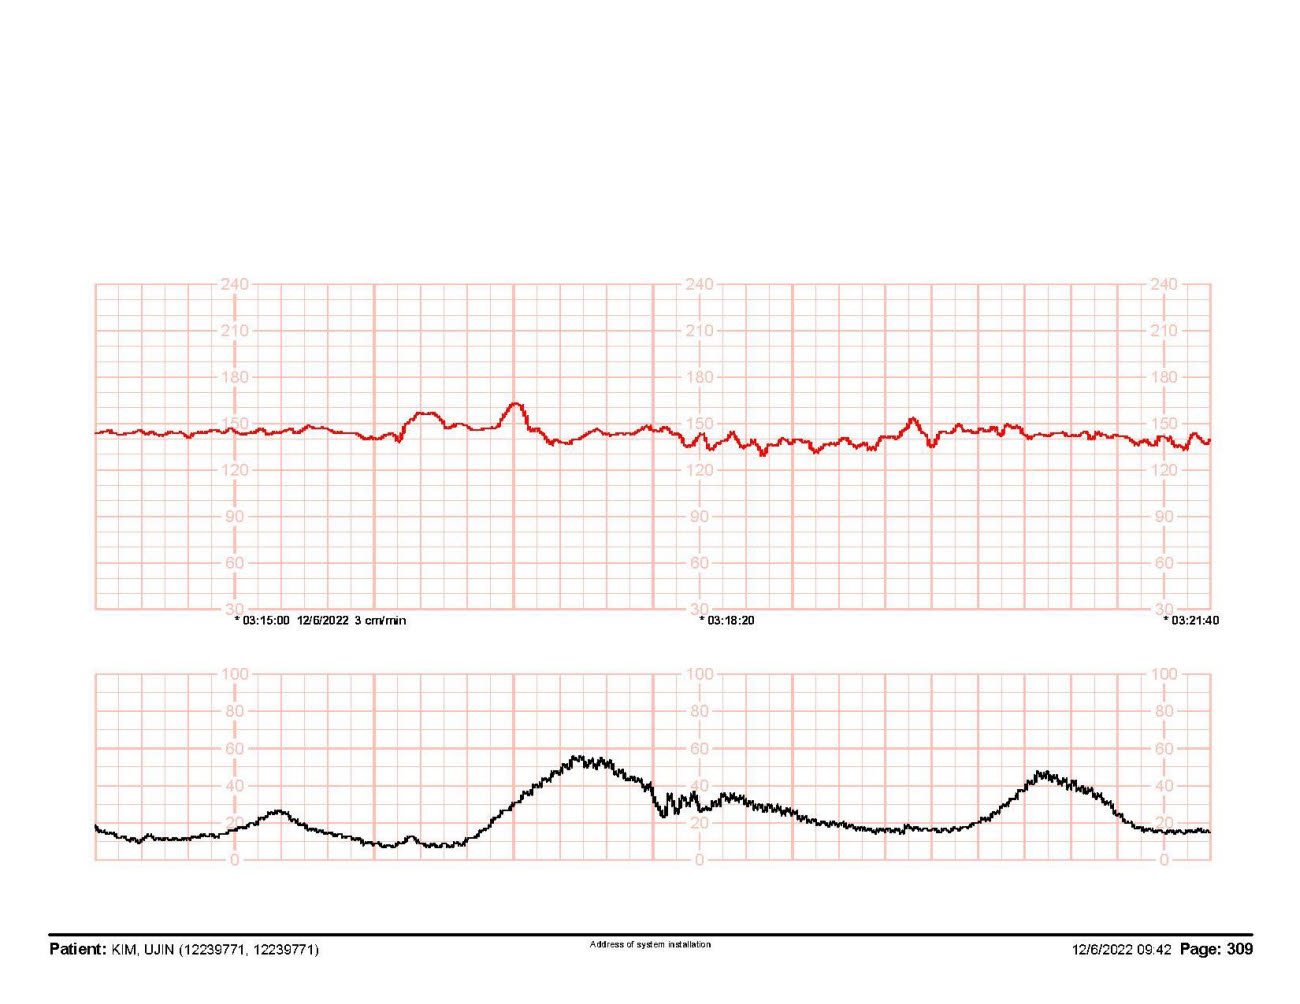 240 240 240
210 210 210
180 180 180
150 150 150
120 120 120
90 90 90
60 60 60
30 30 30
* 03:15:00 12/6/2022 3 cm/min * 03:18:20 * 03:21:40
100 100 100
80 80 80
60 60 60
40 40 40
20 20 20
0 0 0
Patient: KIM, UJIN (12239771, 12239771) Address of system installation 12/6/2022 09:42 Page: 309